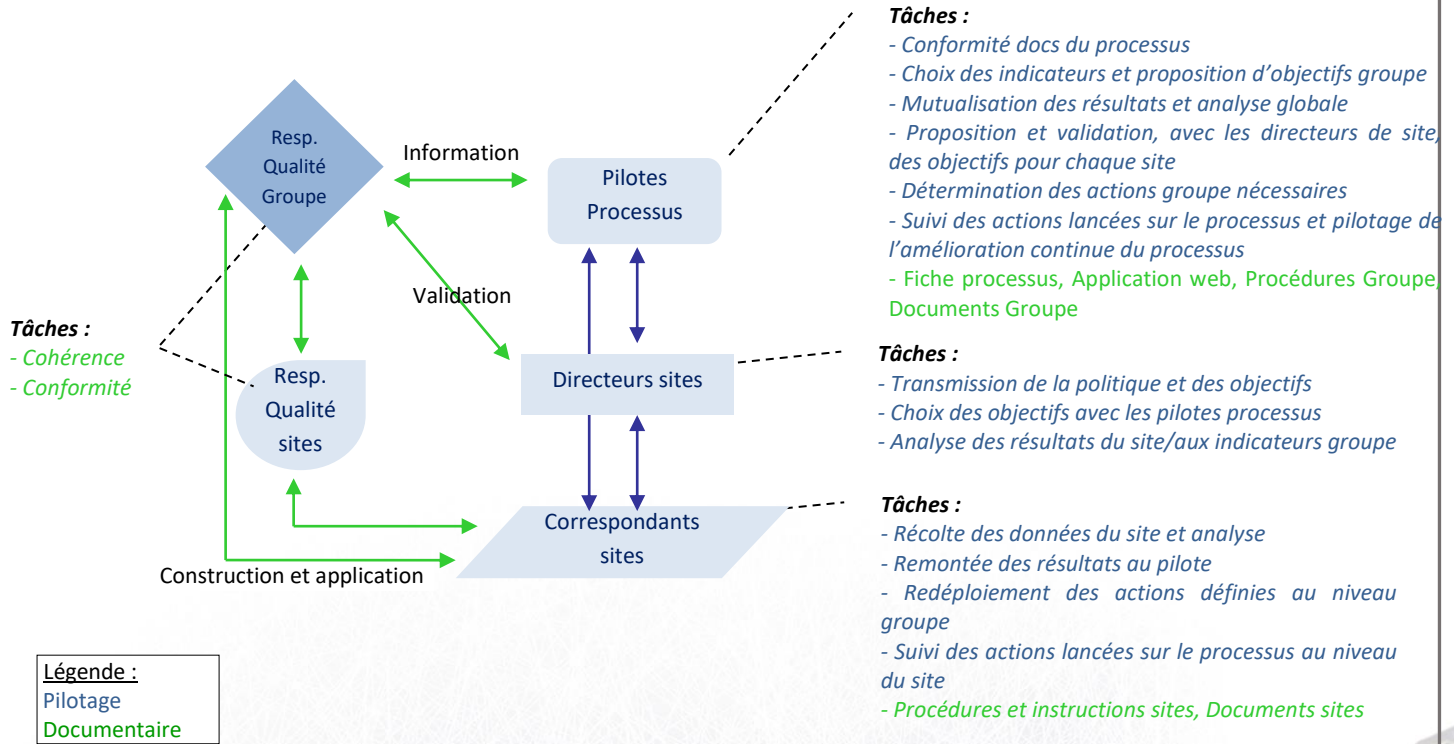 Resp.
Qualité
Groupe
Information
Pilotes
Processus
Validation
Tâches :
- Cohérence
- Conformité
Resp.
Qualité
sites
Directeurs sites
Correspondants
sites
Construction et application
Légende :
Pilotage
Documentaire
Tâches :
- Conformité docs du processus
- Choix des indicateurs et proposition d’objectifs groupe
- Mutualisation des résultats et analyse globale
- Proposition et validation, avec les directeurs de site,
des objectifs pour chaque site
- Détermination des actions groupe nécessaires
- Suivi des actions lancées sur le processus et pilotage de
l’amélioration continue du processus
- Fiche processus, Application web, Procédures Groupe,
Documents Groupe
Tâches :
- Transmission de la politique et des objectifs
- Choix des objectifs avec les pilotes processus
- Analyse des résultats du site/aux indicateurs groupe
Tâches :
- Récolte des données du site et analyse
- Remontée des résultats au pilote
- Redéploiement des actions définies au niveau
groupe
- Suivi des actions lancées sur le processus au niveau
du site
- Procédures et instructions sites, Documents sites